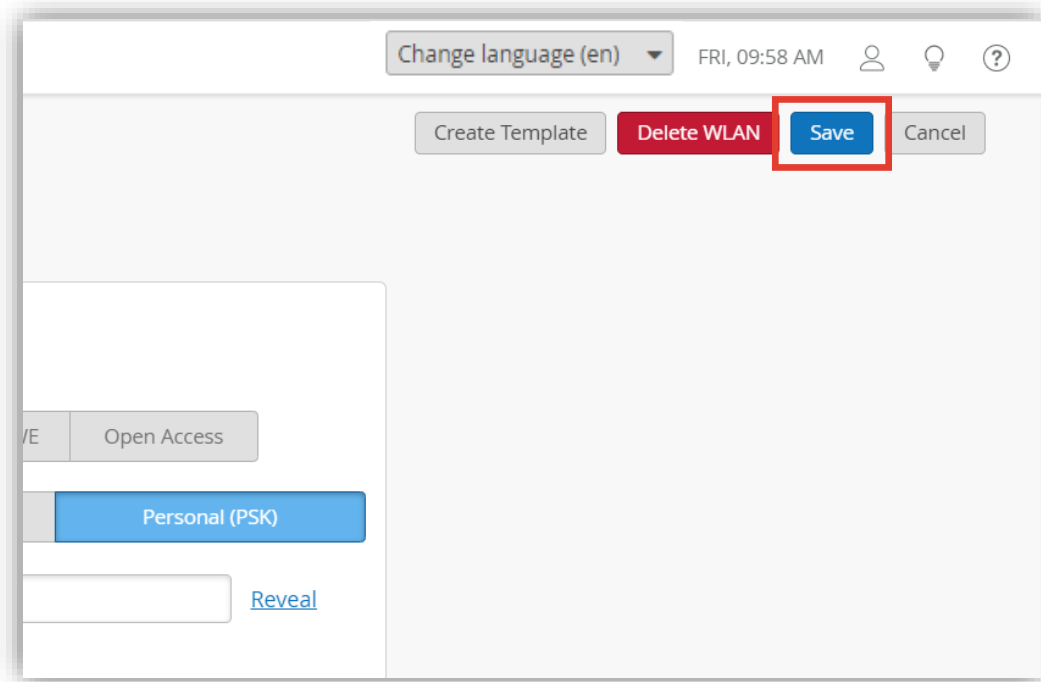 Change language (en) FRI, 09:58 AM ?
Create Template Delete WLAN Save Cancel
Open Access
Personal (PSK)
Reveal